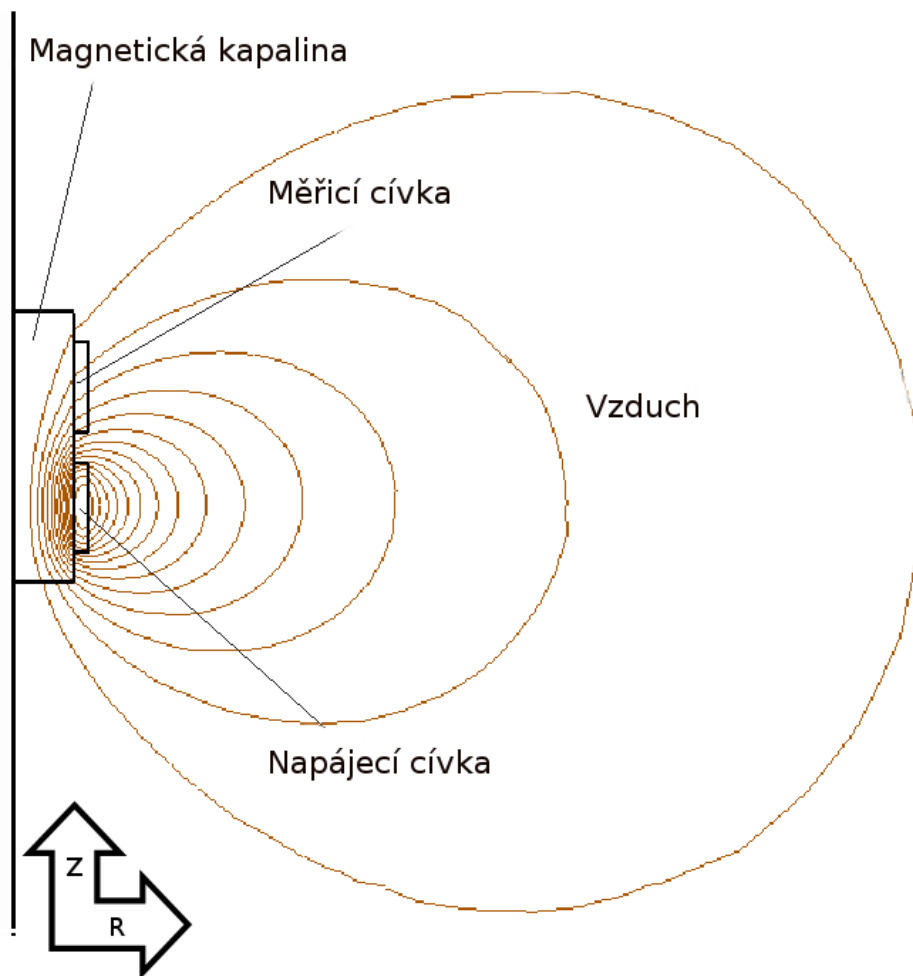 Magnetická kapalina
Měřicí cívka
Vzduch
Napájecí cívka
Z
R